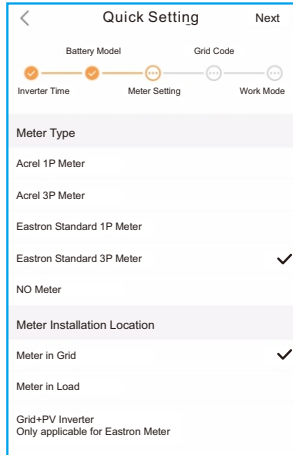 Quick Setting Next
Battery Model Grid Code
Inverter Time Meter Setting Work Mode
Meter Type
Acrel 1P Meter
Acrel 3P Meter
Eastron Standard 1P Meter
Eastron Standard 3P Meter
NO Meter
Meter Installation Location
Meter in Grid
Meter in Load
Grid+PV Inverter
Only applicable for Eastron Meter